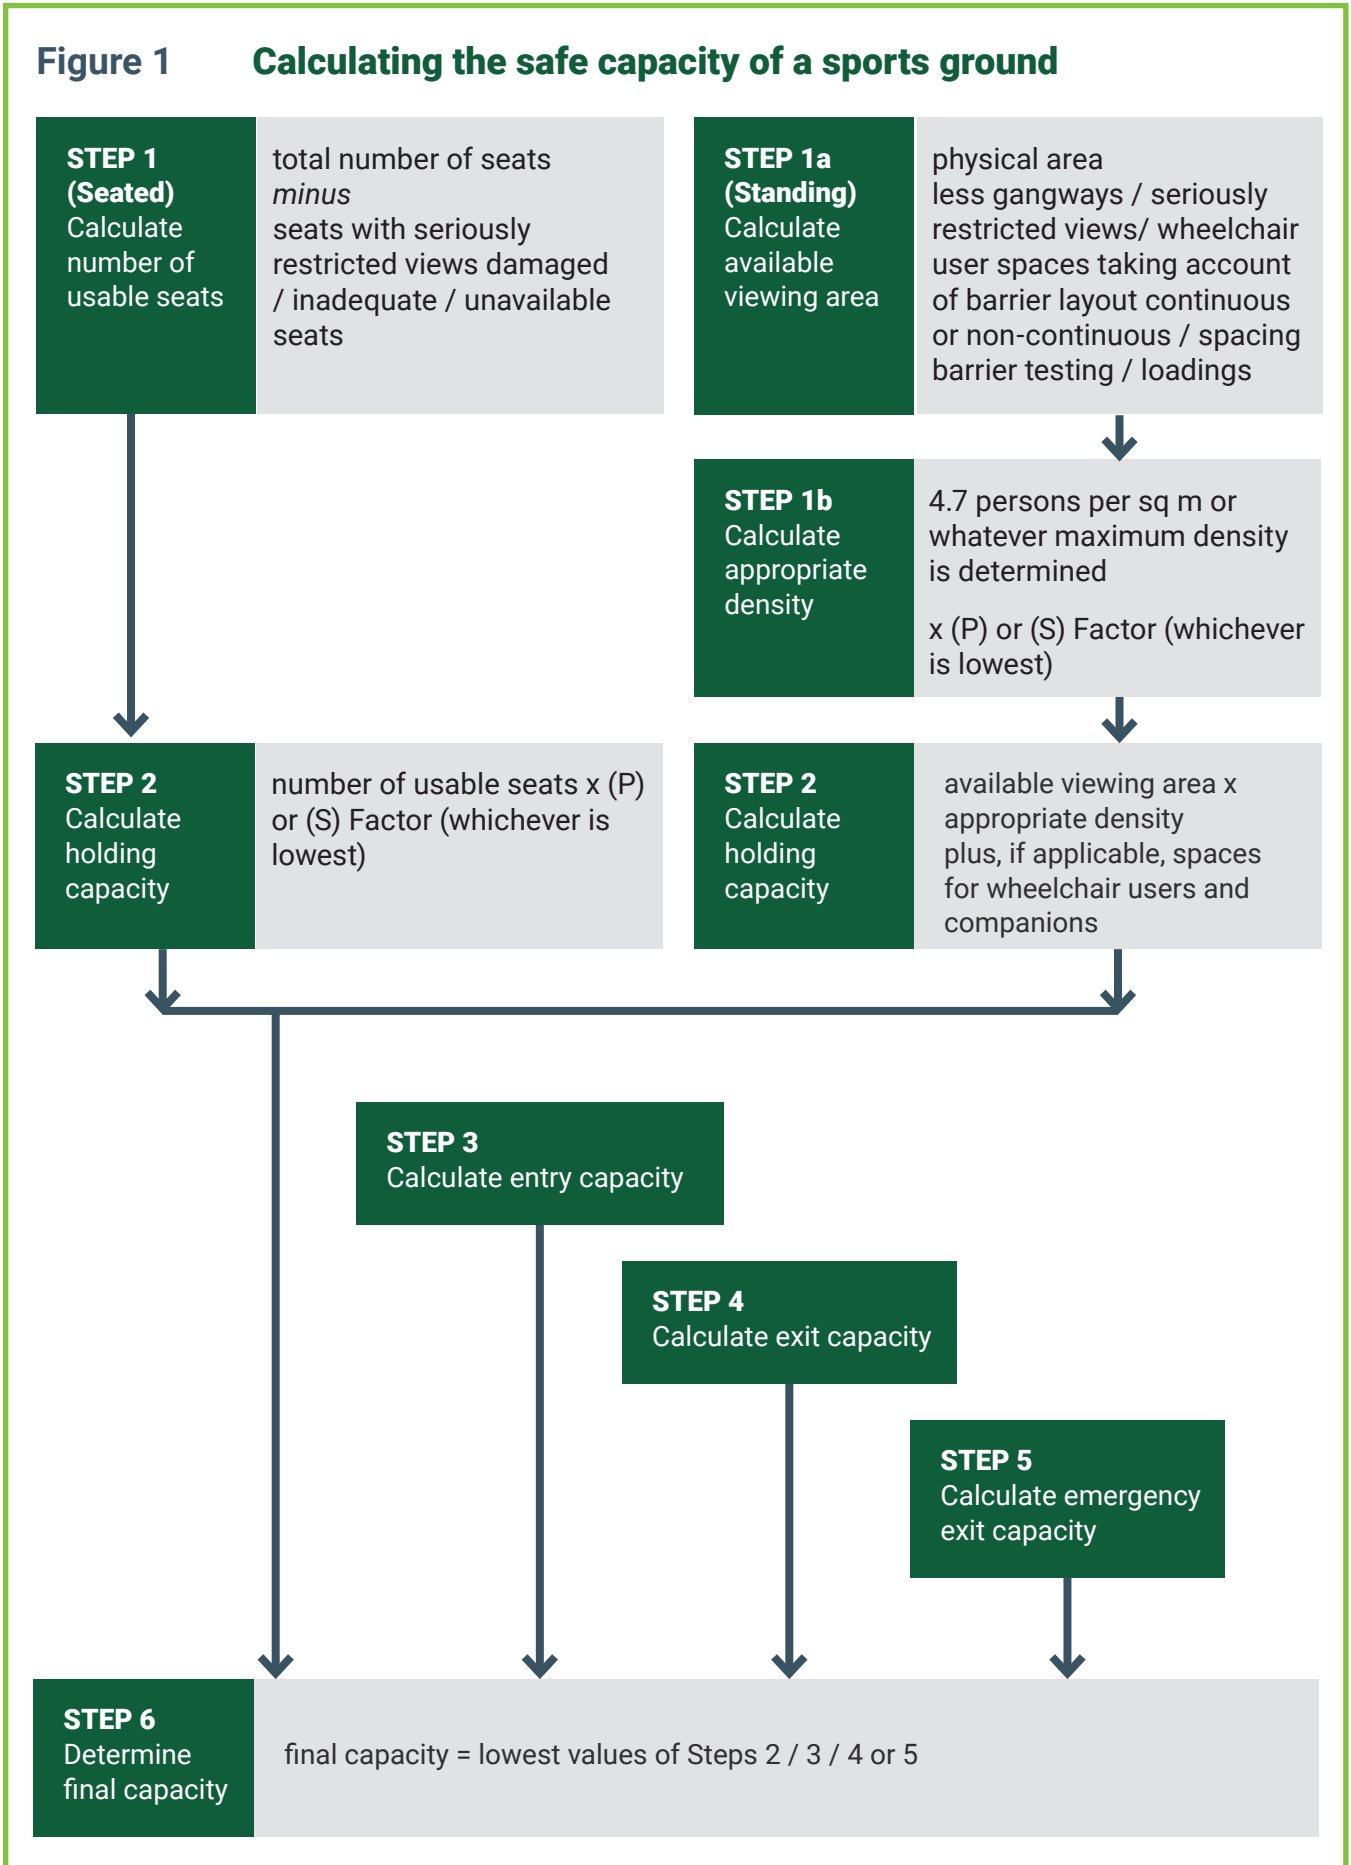 Figure 1 Calculating the safe capacity of a sports ground
STEP 1
(Seated)
Calculate
number of
usable seats
total number of seats
minus
seats with seriously
restricted views damaged
/ inadequate / unavailable
seats
STEP 1a
(Standing)
Calculate
available
viewing area
physical area
less gangways / seriously
restricted views/ wheelchair
user spaces taking account
of barrier layout continuous
or non-continuous / spacing
barrier testing / loadings
STEP 1b
Calculate
appropriate
density
4.7 persons per sq m or
whatever maximum density
is determined
x (P) or (S) Factor (whichever
is lowest)
STEP 2
Calculate
holding
capacity
number of usable seats x (P)
or (S) Factor (whichever is
lowest)
STEP 2
Calculate
holding
capacity
available viewing area x
appropriate density
plus, if applicable, spaces
for wheelchair users and
companions
STEP 3
Calculate entry capacity
STEP 4
Calculate exit capacity
STEP 5
Calculate emergency
exit capacity
STEP 6
Determine
final capacity
final capacity = lowest values of Steps 2 / 3 / 4 or 5